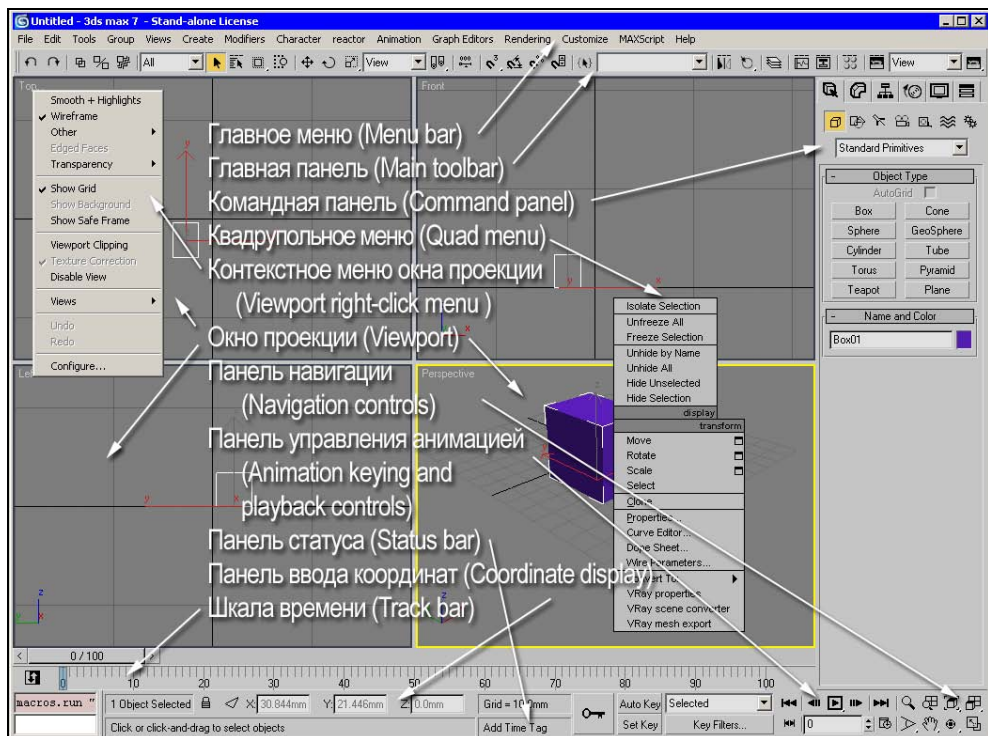 Untitled - 3ds max 7 - Stand-alone License
File Edit Tools Group Views Create Modifiers Character reactor Animation Graph Editors Rendering Customize MAXScript Help
All
View
View
Top
Front
Smooth + Highlights
Wireframe
Other
Edged Faces
Transparency
Show Grid
Show Background
Show Safe Frame
Viewport Clipping
Texture Correction
Disable View
Views
Undo
Redo
Configure...
Главное меню (Menu bar)
Главная панель (Main toolbar)
Командная панель (Command panel)
Квадрупольное меню (Quad menu)
Контекстное меню окна проекции
(Viewport right-click menu )
Окно проекции (Viewport)
Панель навигации
(Navigation controls)
Панель управления анимацией
(Animation keying and
playback controls)
Панель статуса (Status bar)
Панель ввода координат (Coordinate display)
Шкала времени (Track bar)
Left
Perspective
Isolate Selection
Unfreeze All
Freeze Selection
Unhide by Name
Unhide All
Hide Unselected
Hide Selection
display
transform
Move
Rotate
Scale
Select
Clone
Properties...
Curve Editor...
Dope Sheet...
Wire Parameters...
Convert To:
VRay properties
VRay scene converter
VRay mesh export
Standard Primitives
- Object Type
AutoGrid
Box Cone
Sphere GeoSphere
Cylinder Tube
Torus Pyramid
Teapot Plane
- Name and Color
Box01
< 0 / 100 >
0 10 20 30 40 50 60 70 80 90 100
macros.run "
1 Object Selected X: 30.844mm Y: 21.446mm Z: 0.0mm Grid = 10.0mm
Auto Key Selected
Click or click-and-drag to select objects Add Time Tag
Set Key Key Filters... 0